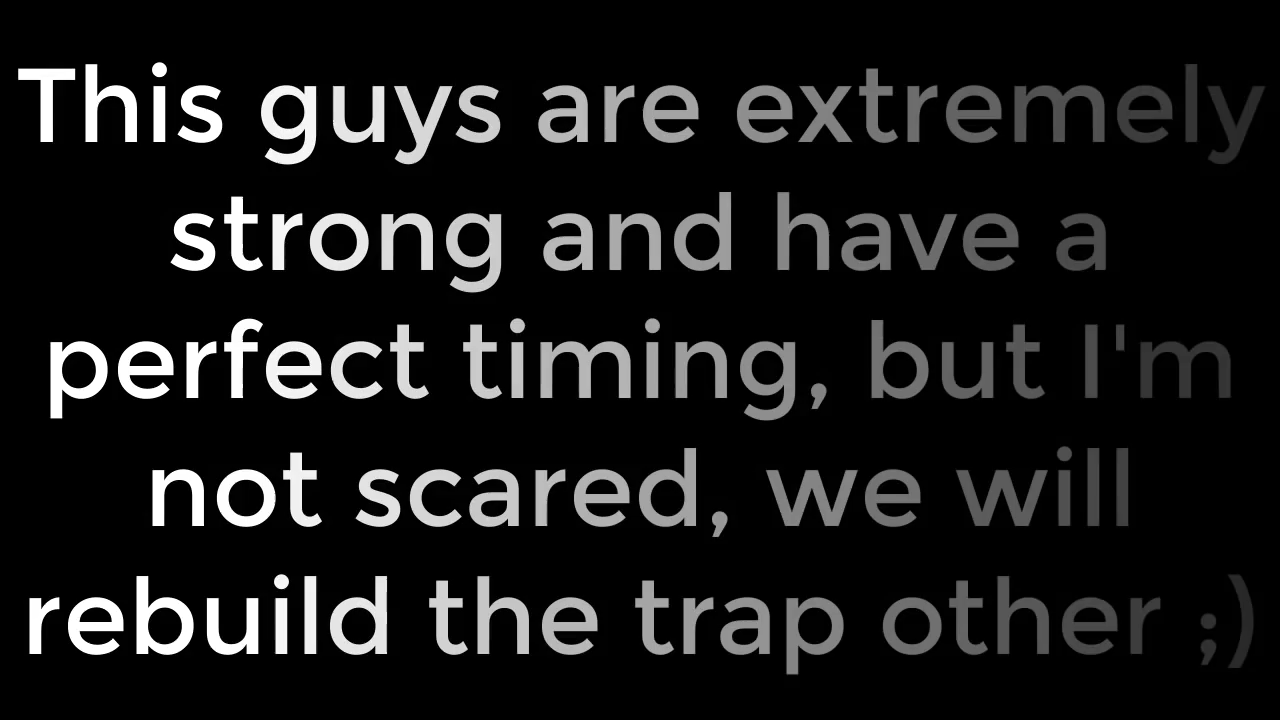 This guys are extremely
strong and have a
perfect timing, but I'm
not scared, we will
rebuild the trap other ;)